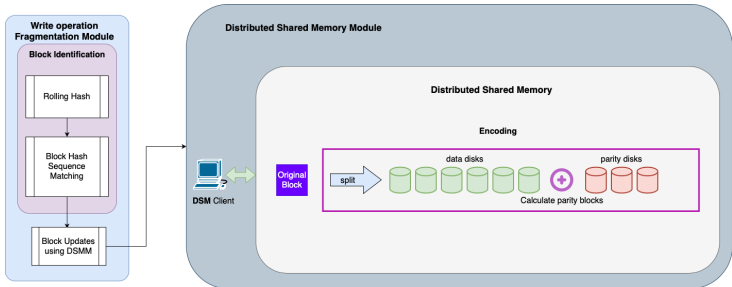 Write operation
Fragmentation Module
Block Identification
Rolling Hash
Block Hash
Sequence
Matching
Block Updates
using DSMM
Distributed Shared Memory Module
DSM Client
Distributed Shared Memory
Encoding
Original
Block
split
data disks
parity disks
Calculate parity blocks